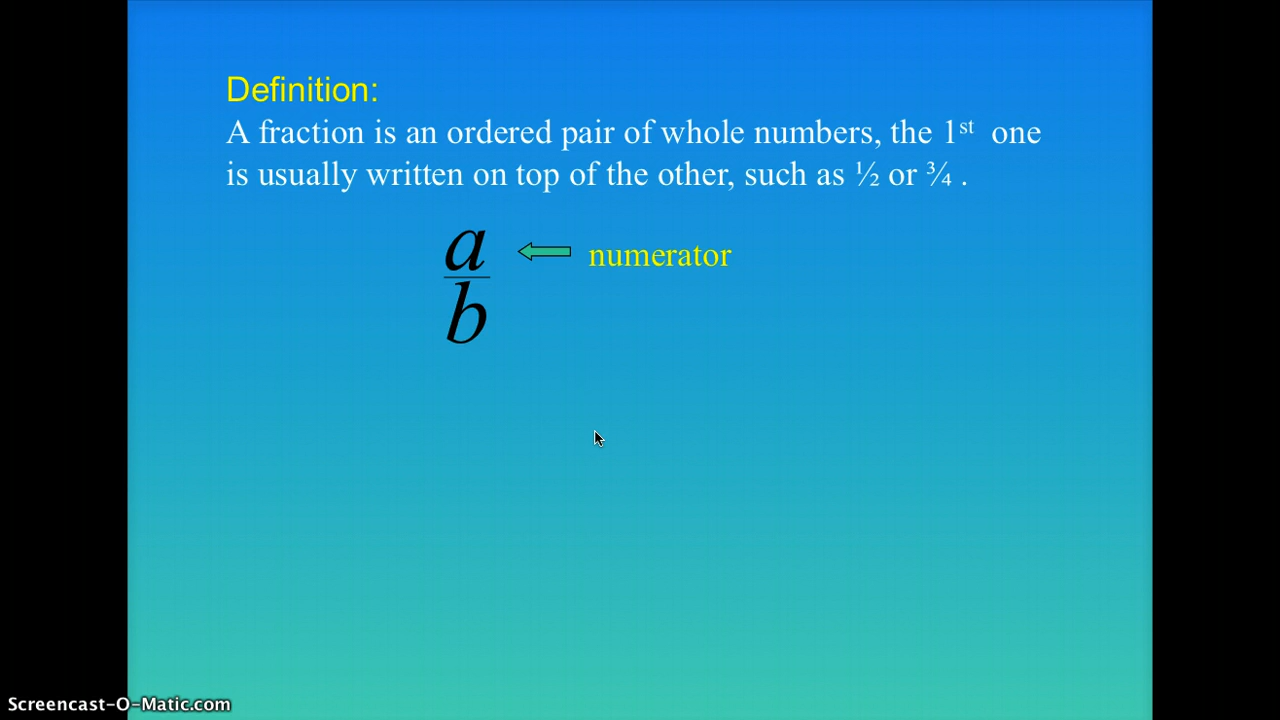 Definition:
A fraction is an ordered pair of whole numbers, the 1st one
is usually written on top of the other, such as ½ or ¾ .
a
numerator
b
Screencast-O-Matic.com